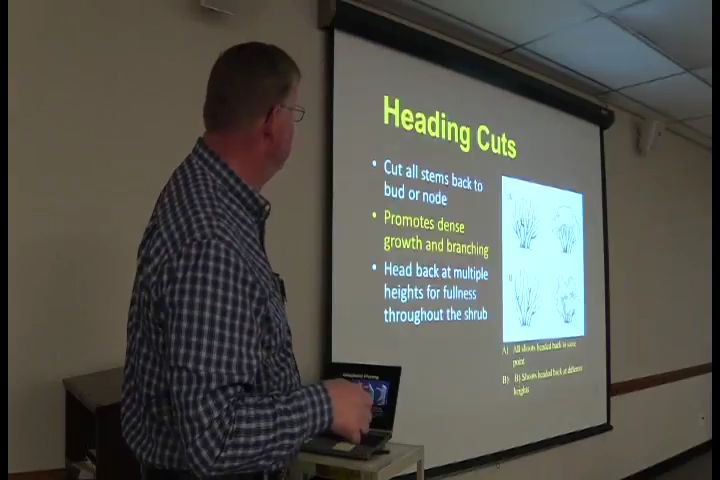 Heading Cuts
• Cut all stems back to
bud or node
• Promotes dense
growth and branching
• Head back at multiple
heights for fullness
throughout the shrub
A) All shoots headed back to same
point
B) B) Shoots headed back at different
heights